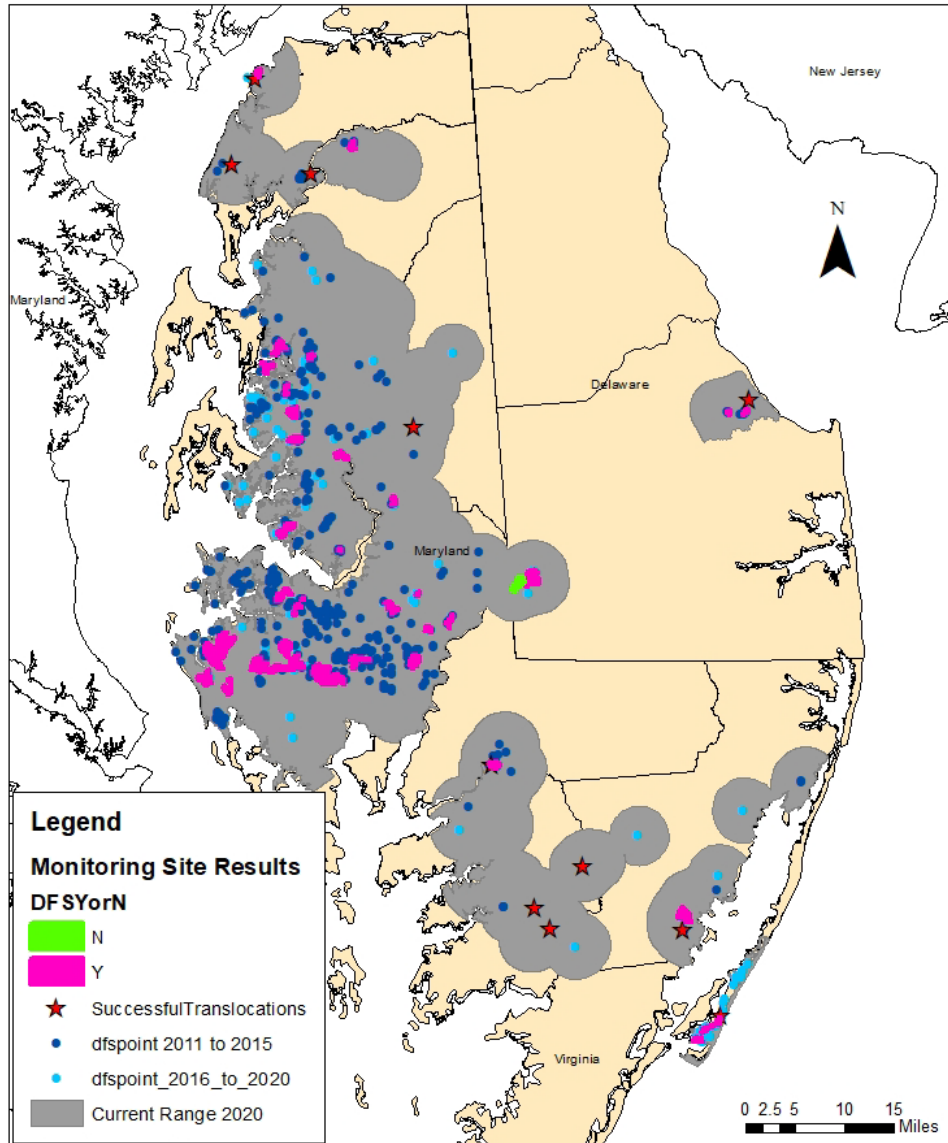 New Jersey
N
Maryland
Delaware
Maryland
Legend
Monitoring Site Results
DFSYorN
N
Y
SuccessfulTranslocations
dfspoint 2011 to 2015
dfspoint_2016_to_2020
Current Range 2020
Virginia
0 2.5 5 10 15
Miles